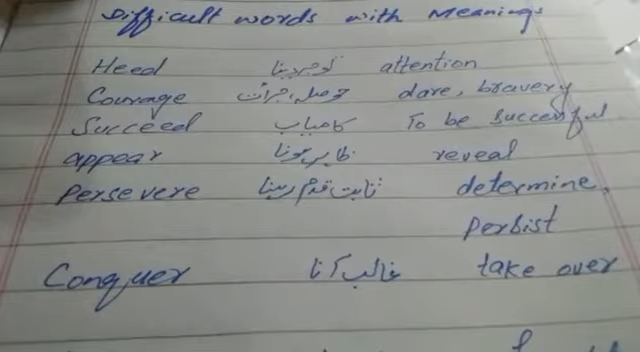 Difficult words with Meanings
Heed توجہ دینا attention
Courage حوصلہ، جرأت dare, bravery
Succeed کامیاب To be successful
appear ظاہر ہونا reveal
Persevere ثابت قدم رہنا determine,
Perbist
Conquer غالب آنا take over